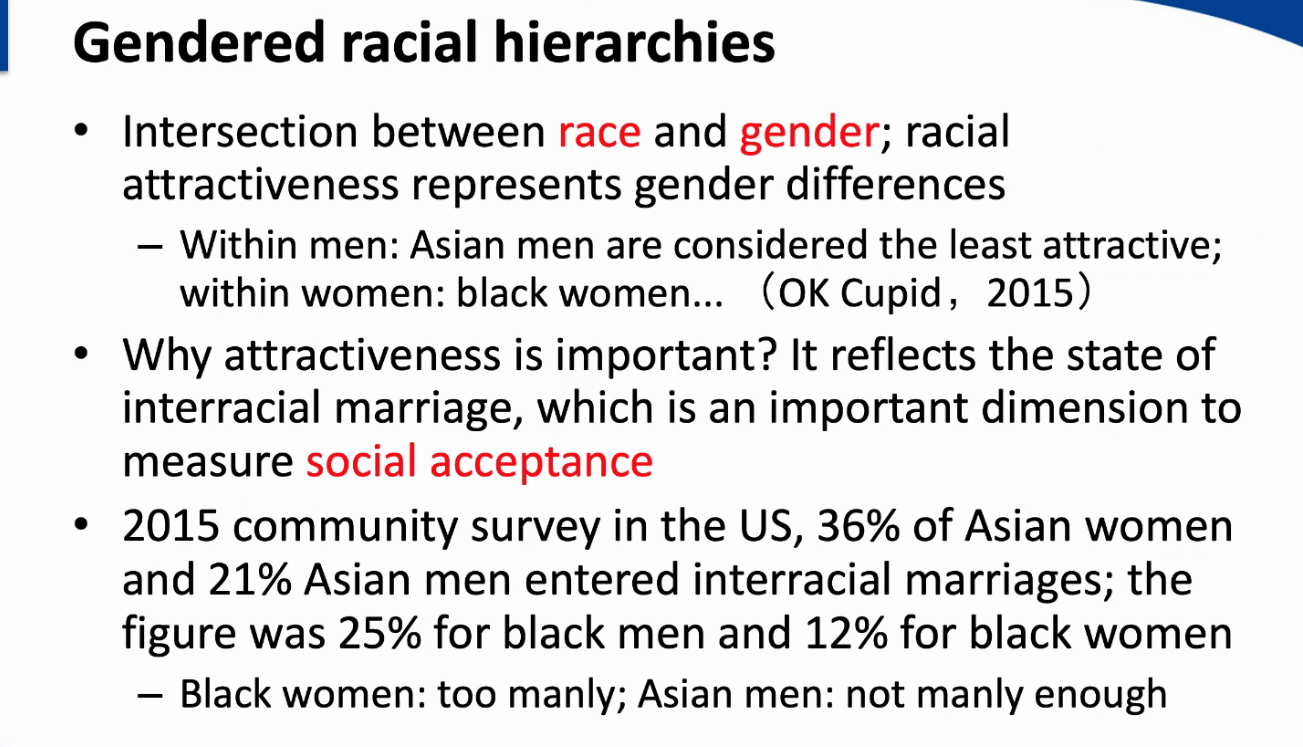 Gendered racial hierarchies
• Intersection between race and gender; racial
attractiveness represents gender differences
– Within men: Asian men are considered the least attractive;
within women: black women... （OK Cupid，2015）
• Why attractiveness is important? It reflects the state of
interracial marriage, which is an important dimension to
measure social acceptance
• 2015 community survey in the US, 36% of Asian women
and 21% Asian men entered interracial marriages; the
figure was 25% for black men and 12% for black women
– Black women: too manly; Asian men: not manly enough